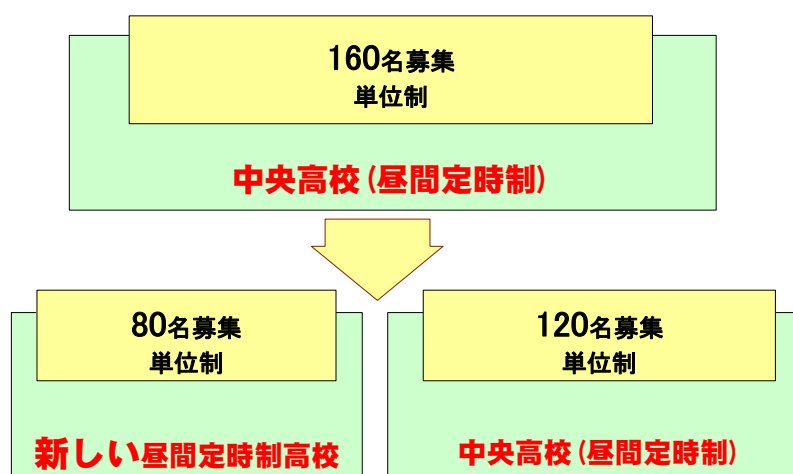 160名募集
単位制
中央高校(昼間定時制)
80名募集
単位制
新しい昼間定時制高校
120名募集
単位制
中央高校(昼間定時制)